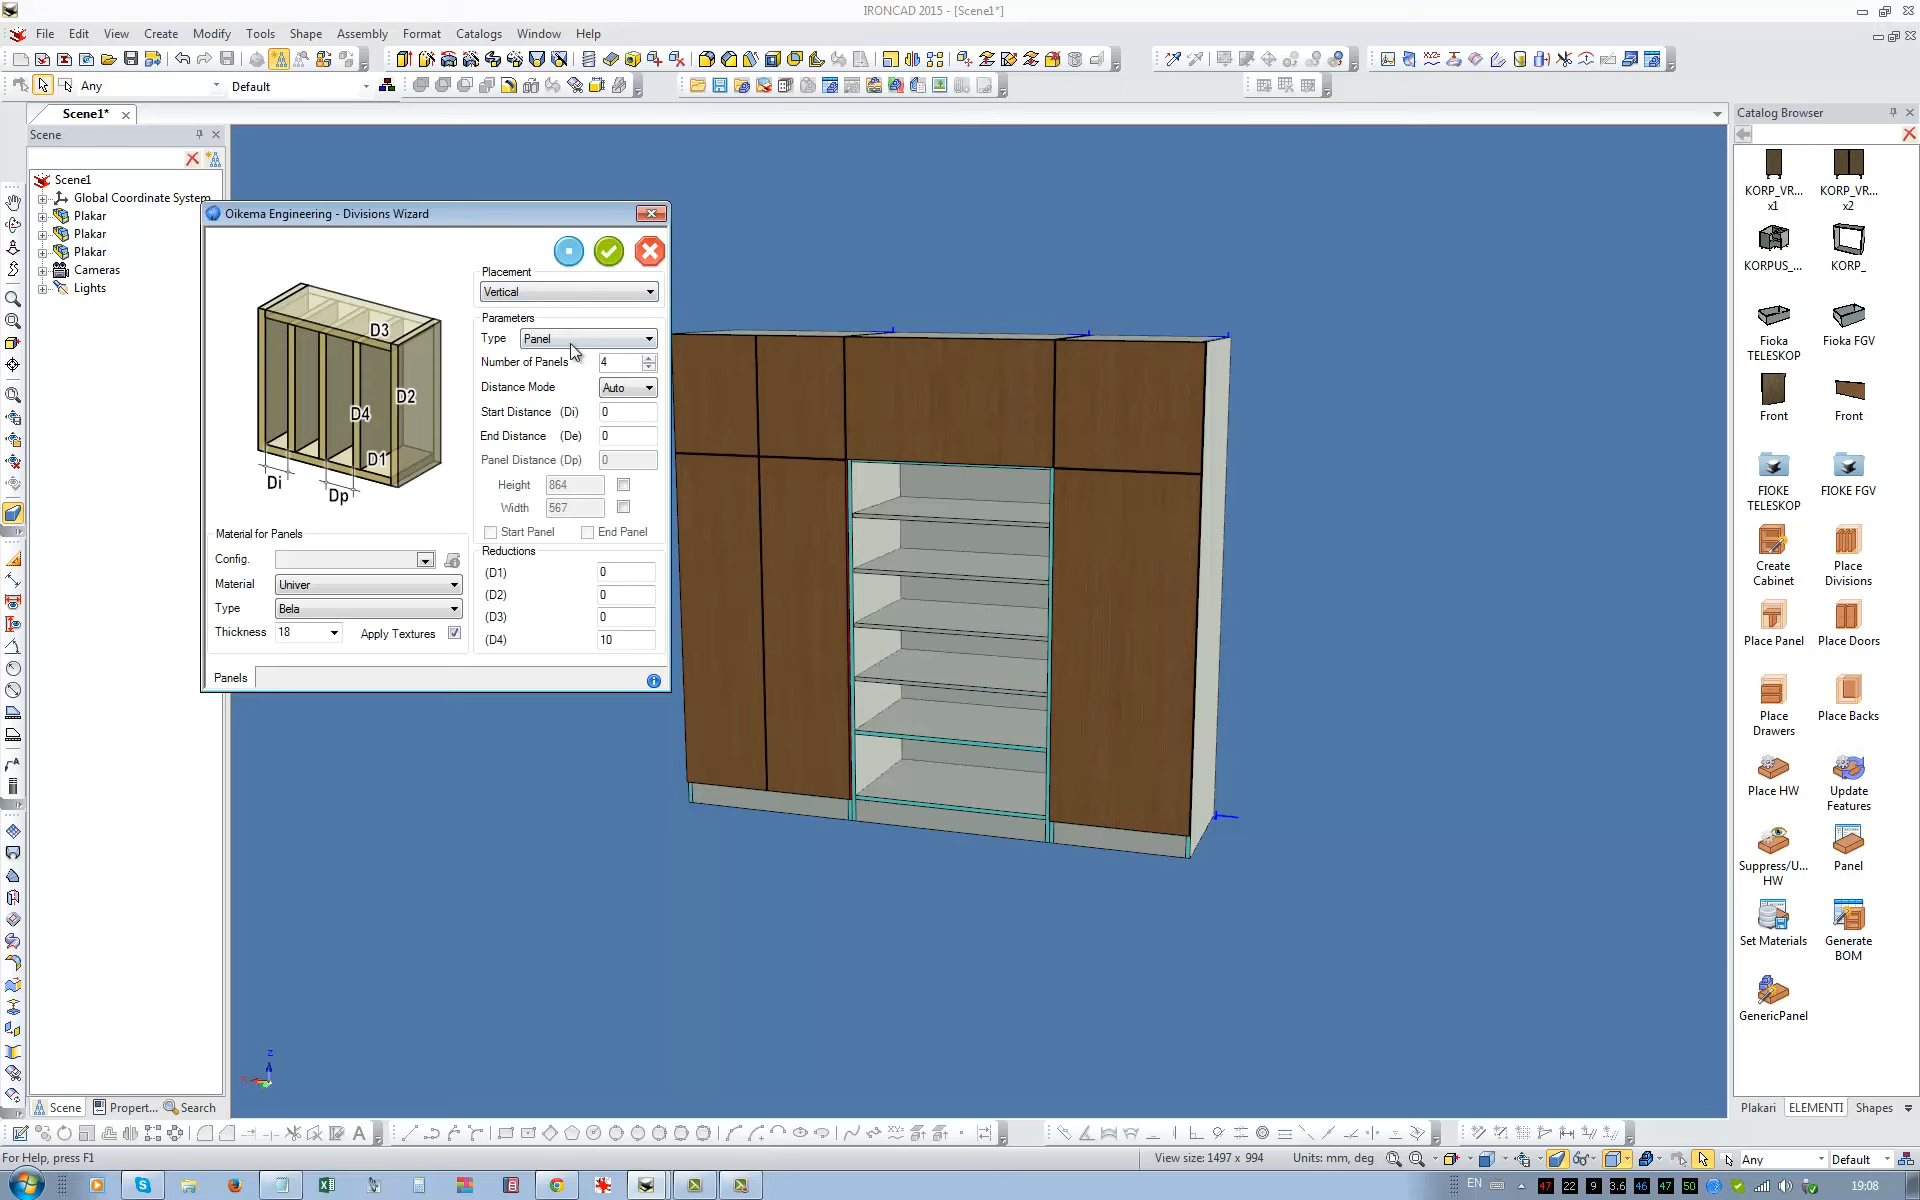 IRONCAD 2015 - [Scene1*]
File Edit View Create Tools Shape Modify Assembly Format Catalogs Window Help
Any Default
Scene1*
Scene
Scene1
Global Coordinate System
Plakar
Plakar
Plakar
Cameras
Lights
Oikema Engineering - Divisions Wizard
Placement
Vertical
Parameters
Type Panel
Number of Panels 4
Distance Mode Auto
Start Distance (Di) 0
End Distance (De) 0
Panel Distance (Dp) 0
Height 864
Width 567
Start Panel End Panel
Reductions
(D1) 0
(D2) 0
(D3) 0
(D4) 10
D3
D2
D4
D1
Di
Dp
Material for Panels
Config.
Material Univer
Type Bela
Thickness 18 Apply Textures
Panels
Catalog Browser
KORP_VR... x1
KORP_VR... x2
KORPUS_...
KORP_
Fioka TELESKOP
Fioka FGV
Front
Front
FIOKE TELESKOP
FIOKE FGV
Create Cabinet
Place Divisions
Place Panel
Place Doors
Place Drawers
Place Backs
Place HW
Update Features
Suppress/U... HW
Panel
Set Materials
Generate BOM
GenericPanel
Plakari ELEMENTI Shapes
Scene Propert... Search
For Help, press F1
View size: 1497 x 994 Units: mm, deg
Any Default
EN 47 22 9 3.6 46 47 50 19:08